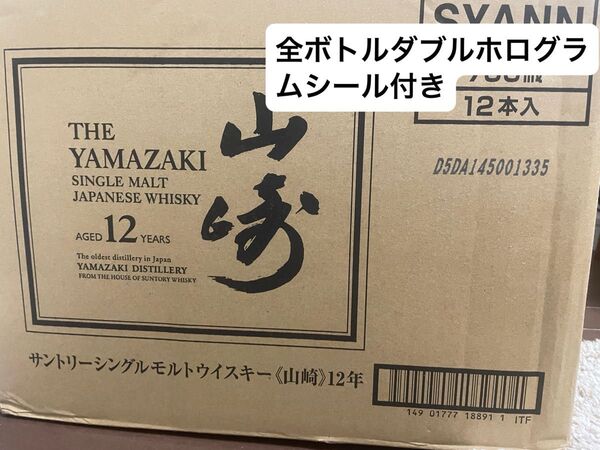 全ボトルダブルホログラ
ムシール付き
SYANN
12本入
D5DA145001335
THE
YAMAZAKI
SINGLE MALT
JAPANESE WHISKY
AGED 12 YEARS
The oldest distillery in Japan
YAMAZAKI DISTILLERY
FROM THE HOUSE OF SUNTORY WHISKY
山崎
サントリーシングルモルトウイスキー《山崎》12年
149 01777 18891 1 ITF